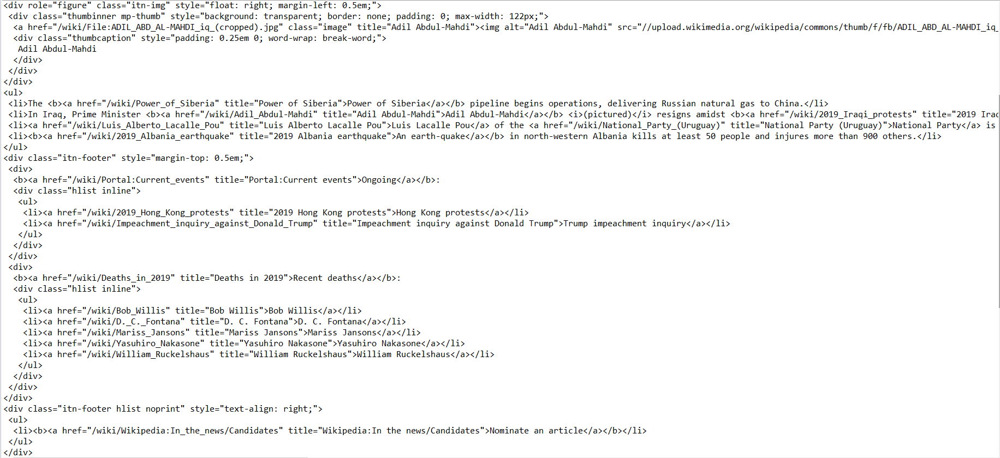 <div role="figure" class="itn-img" style="float: right; margin-left: 0.5em;">
<div class="thumbinner mp-thumb" style="background: transparent; border: none; padding: 0; max-width: 122px;">
<a href="/wiki/File:ADIL_ABD_AL-MAHDI_iq_(cropped).jpg" class="image" title="Adil Abdul-Mahdi"><img alt="Adil Abdul-Mahdi" src="//upload.wikimedia.org/wikipedia/commons/thumb/f/fb/ADIL_ABD_AL-MAHDI_iq_
<div class="thumbcaption" style="padding: 0.25em 0; word-wrap: break-word;">
Adil Abdul-Mahdi
</div>
</div>
</div>
<ul>
<li>The <b><a href="/wiki/Power_of_Siberia" title="Power of Siberia">Power of Siberia</a></b> pipeline begins operations, delivering Russian natural gas to China.</li>
<li>In Iraq, Prime Minister <b><a href="/wiki/Adil_Abdul-Mahdi" title="Adil Abdul-Mahdi">Adil Abdul-Mahdi</a></b> <i>(pictured)</i> resigns amidst <b><a href="/wiki/2019_Iraqi_protests" title="2019 Irac
<li><a href="/wiki/Luis_Alberto_Lacalle_Pou" title="Luis Alberto Lacalle Pou">Luis Lacalle Pou</a> of the <a href="/wiki/National_Party_(Uruguay)" title="National Party (Uruguay)">National Party</a> is
<li><b><a href="/wiki/2019_Albania_earthquake" title="2019 Albania earthquake">An earth-quake</a></b> in north-western Albania kills at least 50 people and injures more than 900 others.</li>
</ul>
<div class="itn-footer" style="margin-top: 0.5em;">
<div>
<b><a href="/wiki/Portal:Current_events" title="Portal:Current events">Ongoing</a></b>:
<div class="hlist inline">
<ul>
<li><a href="/wiki/2019_Hong_Kong_protests" title="2019 Hong Kong protests">Hong Kong protests</a></li>
<li><a href="/wiki/Impeachment_inquiry_against_Donald_Trump" title="Impeachment inquiry against Donald Trump">Trump impeachment inquiry</a></li>
</ul>
</div>
</div>
<div>
<b><a href="/wiki/Deaths_in_2019" title="Deaths in 2019">Recent deaths</a></b>:
<div class="hlist inline">
<ul>
<li><a href="/wiki/Bob_Willis" title="Bob Willis">Bob Willis</a></li>
<li><a href="/wiki/D._C._Fontana" title="D. C. Fontana">D. C. Fontana</a></li>
<li><a href="/wiki/Mariss_Jansons" title="Mariss Jansons">Mariss Jansons</a></li>
<li><a href="/wiki/Yasuhiro_Nakasone" title="Yasuhiro Nakasone">Yasuhiro Nakasone</a></li>
<li><a href="/wiki/William_Ruckelshaus" title="William Ruckelshaus">William Ruckelshaus</a></li>
</ul>
</div>
</div>
</div>
<div class="itn-footer hlist noprint" style="text-align: right;">
<ul>
<li><b><a href="/wiki/Wikipedia:In_the_news/Candidates" title="Wikipedia:In the news/Candidates">Nominate an article</a></b></li>
</ul>
</div>